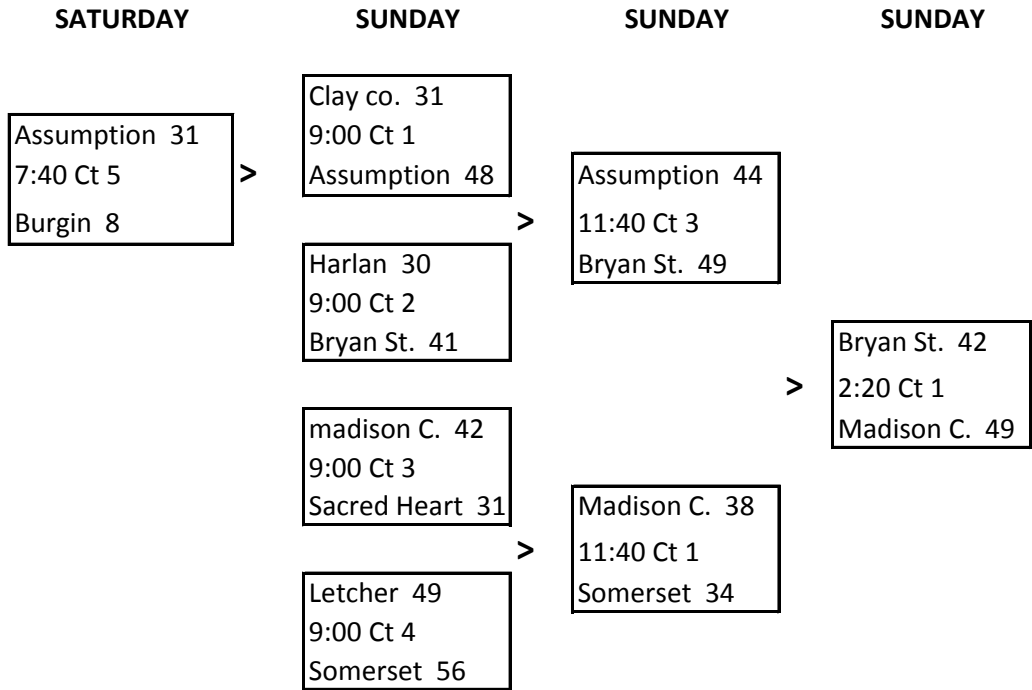 SATURDAY SUNDAY SUNDAY SUNDAY
Assumption 31
7:40 Ct 5
Burgin 8
>
Clay co. 31
9:00 Ct 1
Assumption 48
Harlan 30
9:00 Ct 2
Bryan St. 41
>
madison C. 42
9:00 Ct 3
Sacred Heart 31
Letcher 49
9:00 Ct 4
Somerset 56
>
Assumption 44
11:40 Ct 3
Bryan St. 49
Madison C. 38
11:40 Ct 1
Somerset 34
>
Bryan St. 42
2:20 Ct 1
Madison C. 49